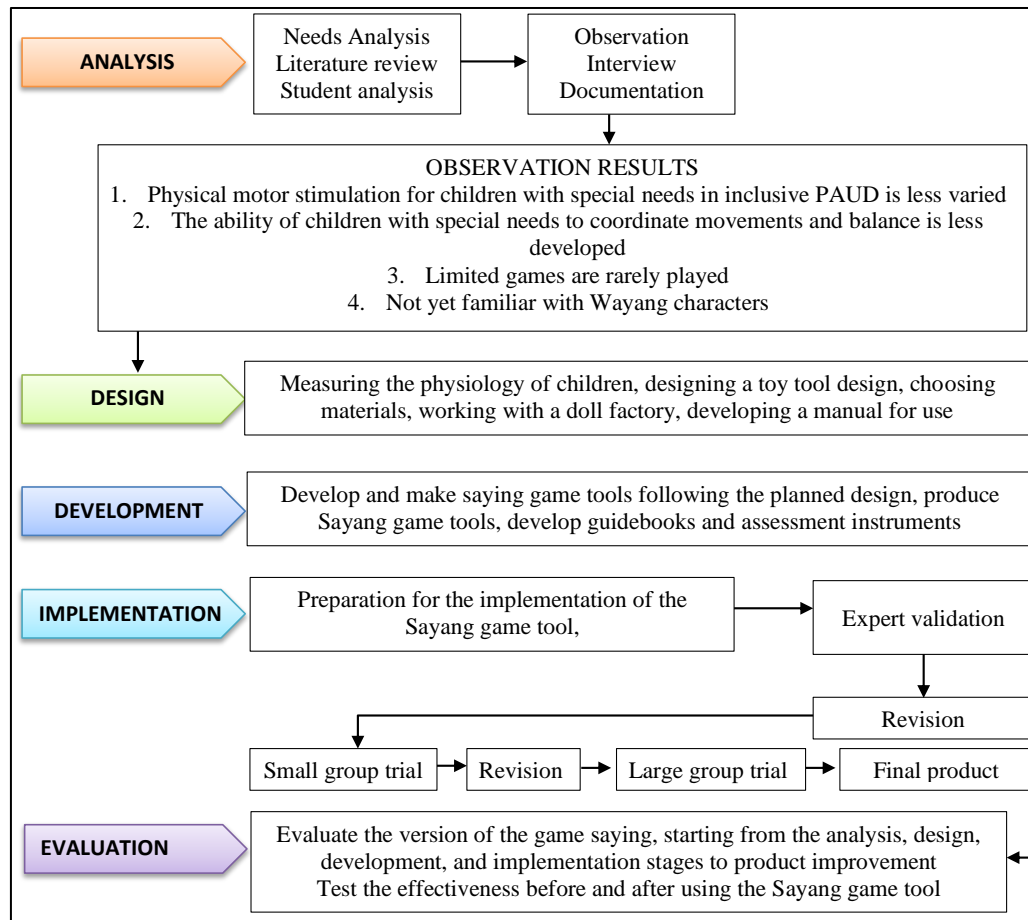 ANALYSIS
Needs Analysis
Literature review
Student analysis
Observation
Interview
Documentation
OBSERVATION RESULTS
1. Physical motor stimulation for children with special needs in inclusive PAUD is less varied
2. The ability of children with special needs to coordinate movements and balance is less
developed
3. Limited games are rarely played
4. Not yet familiar with Wayang characters
DESIGN
Measuring the physiology of children, designing a toy tool design, choosing
materials, working with a doll factory, developing a manual for use
DEVELOPMENT
Develop and make saying game tools following the planned design, produce
Sayang game tools, develop guidebooks and assessment instruments
IMPLEMENTATION
Preparation for the implementation of the
Sayang game tool,
Expert validation
Revision
Small group trial
Revision
Large group trial
Final product
EVALUATION
Evaluate the version of the game saying, starting from the analysis, design,
development, and implementation stages to product improvement
Test the effectiveness before and after using the Sayang game tool